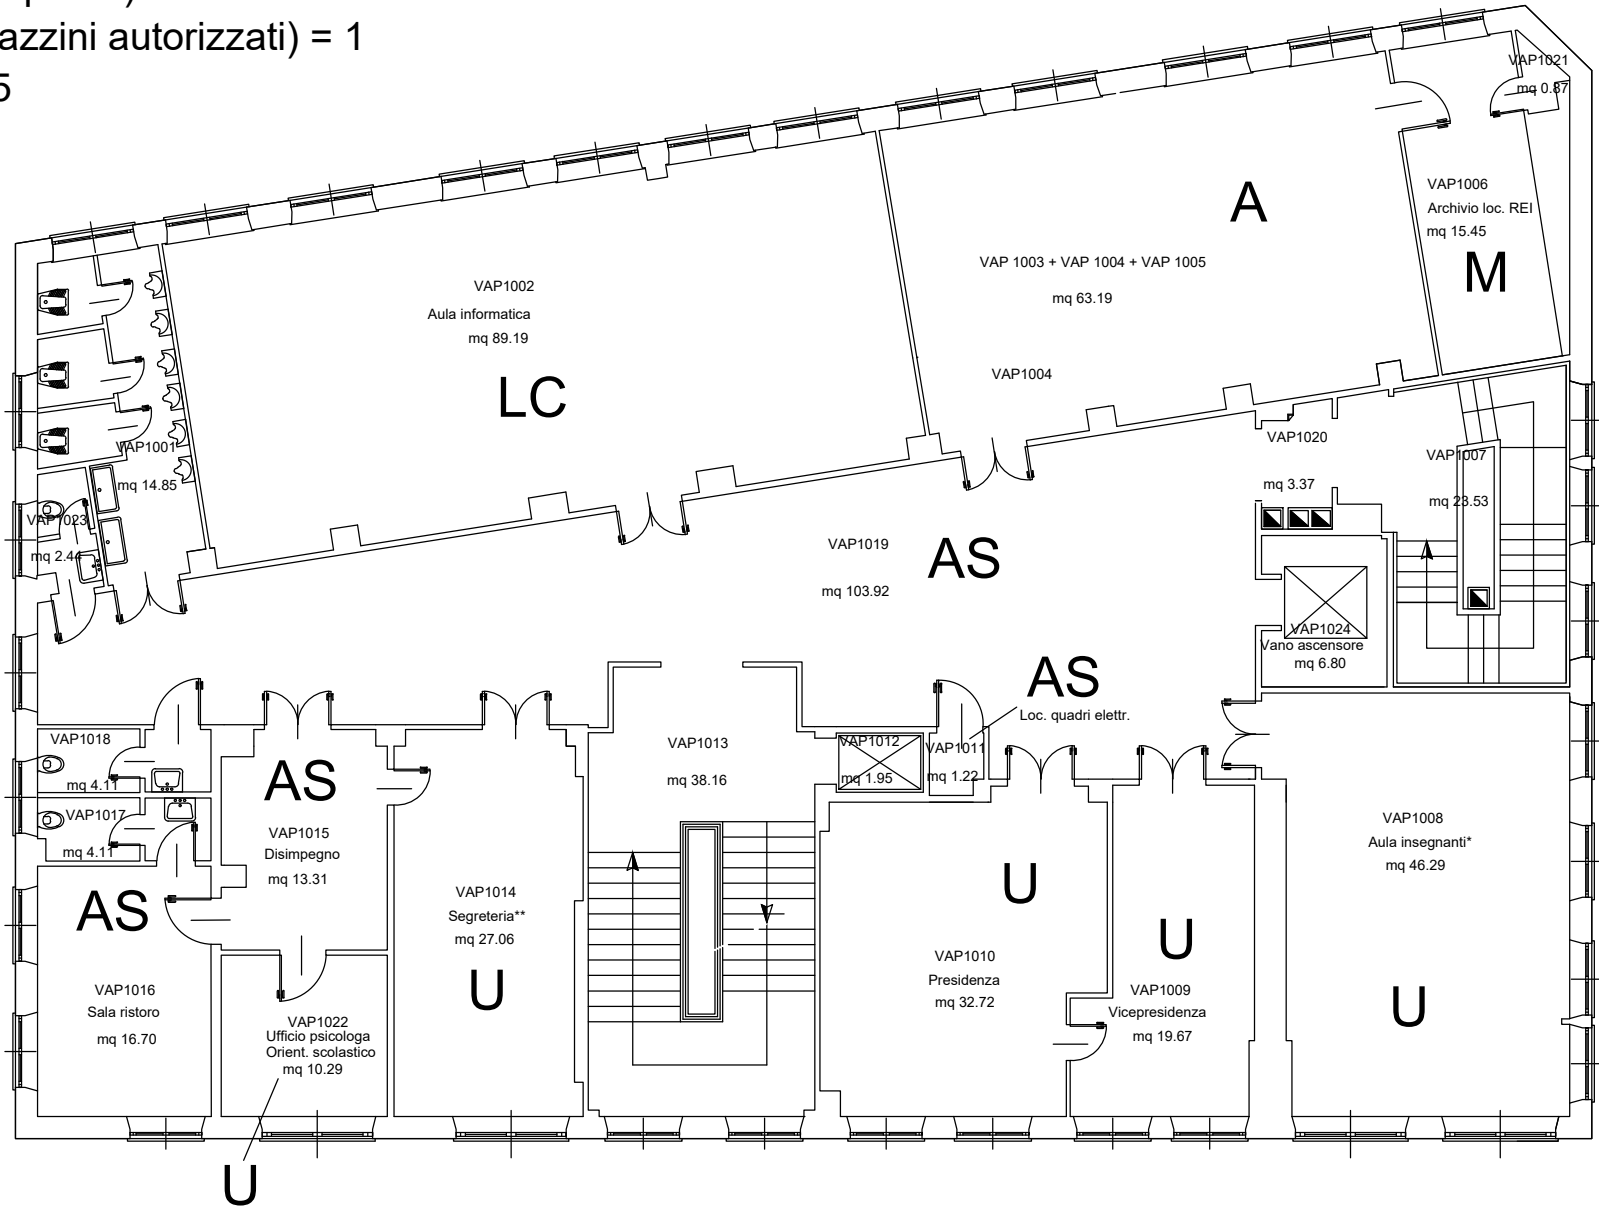 azzini autorizzati) = 1
5
VAP1021
mq 0.87
VAP1006
Archivio loc. REI
mq 15.45
M
A
VAP 1003 + VAP 1004 + VAP 1005
mq 63.19
VAP1004
VAP1002
Aula informatica
mq 89.19
LC
VAP1001
mq 14.85
VAP1023
mq 2.44
VAP1020
mq 3.37
VAP1007
mq 23.53
VAP1019
mq 103.92
AS
VAP1024
Vano ascensore
mq 6.80
AS
Loc. quadri elettr.
VAP1018
mq 4.11
VAP1017
mq 4.11
AS
VAP1015
Disimpegno
mq 13.31
VAP1013
mq 38.16
VAP1012
mq 1.95
VAP1011
mq 1.22
VAP1008
Aula insegnanti*
mq 46.29
U
AS
VAP1016
Sala ristoro
mq 16.70
VAP1014
Segreteria**
mq 27.06
U
U
VAP1010
Presidenza
mq 32.72
U
VAP1009
Vicepresidenza
mq 19.67
VAP1022
Ufficio psicologa
Orient. scolastico
mq 10.29
U